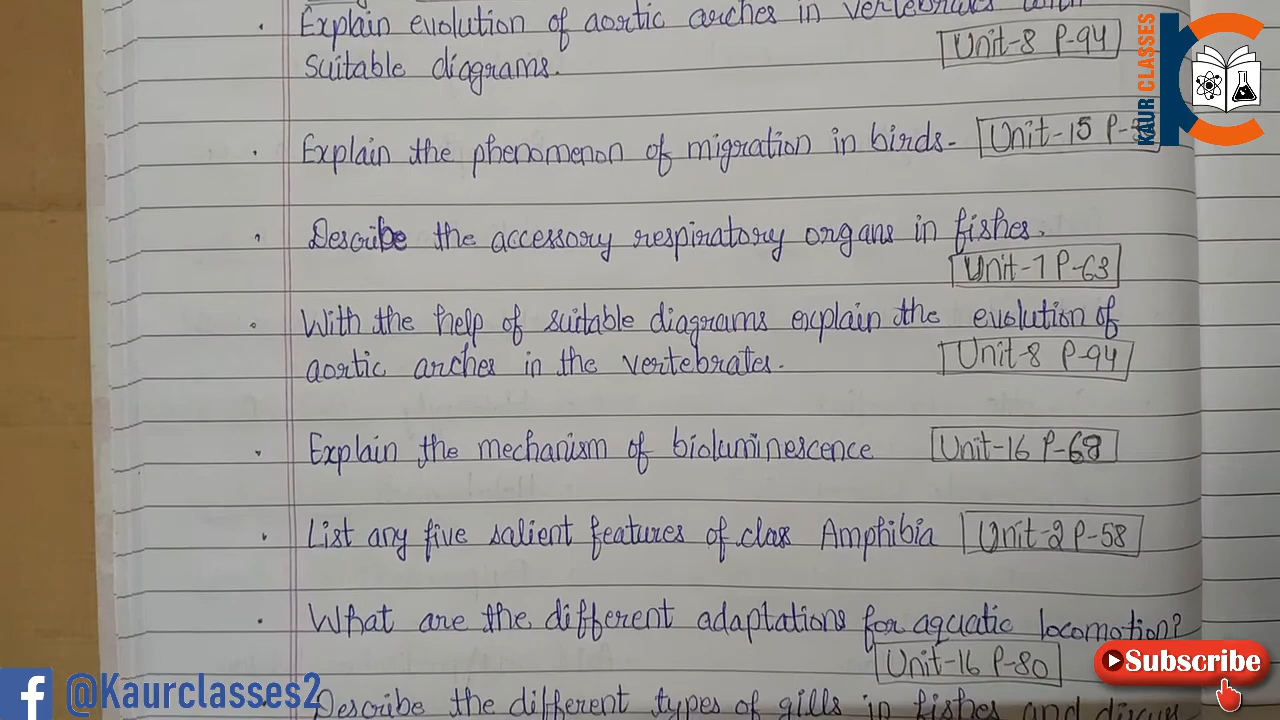 Explain evolution of aortic arches in vertebrates with
suitable diagrams.
Unit-8 P-94
KAUR CLASSES
Explain the phenomenon of migration in birds- Unit-15 P-
Describe the accessory respiratory organs in fishes.
Unit-7 P-63
With the help of suitable diagrams explain the evolution of
aortic arches in the vertebrates.
Unit-8 P-94
Explain the mechanism of bioluminescence Unit-16 P-68
List any five salient features of class Amphibia Unit-2 P-58
What are the different adaptations for aquatic locomotion?
Unit-16 P-80
Subscribe
f @Kaurclasses2
Describe the different types of gills in fishes and discuss